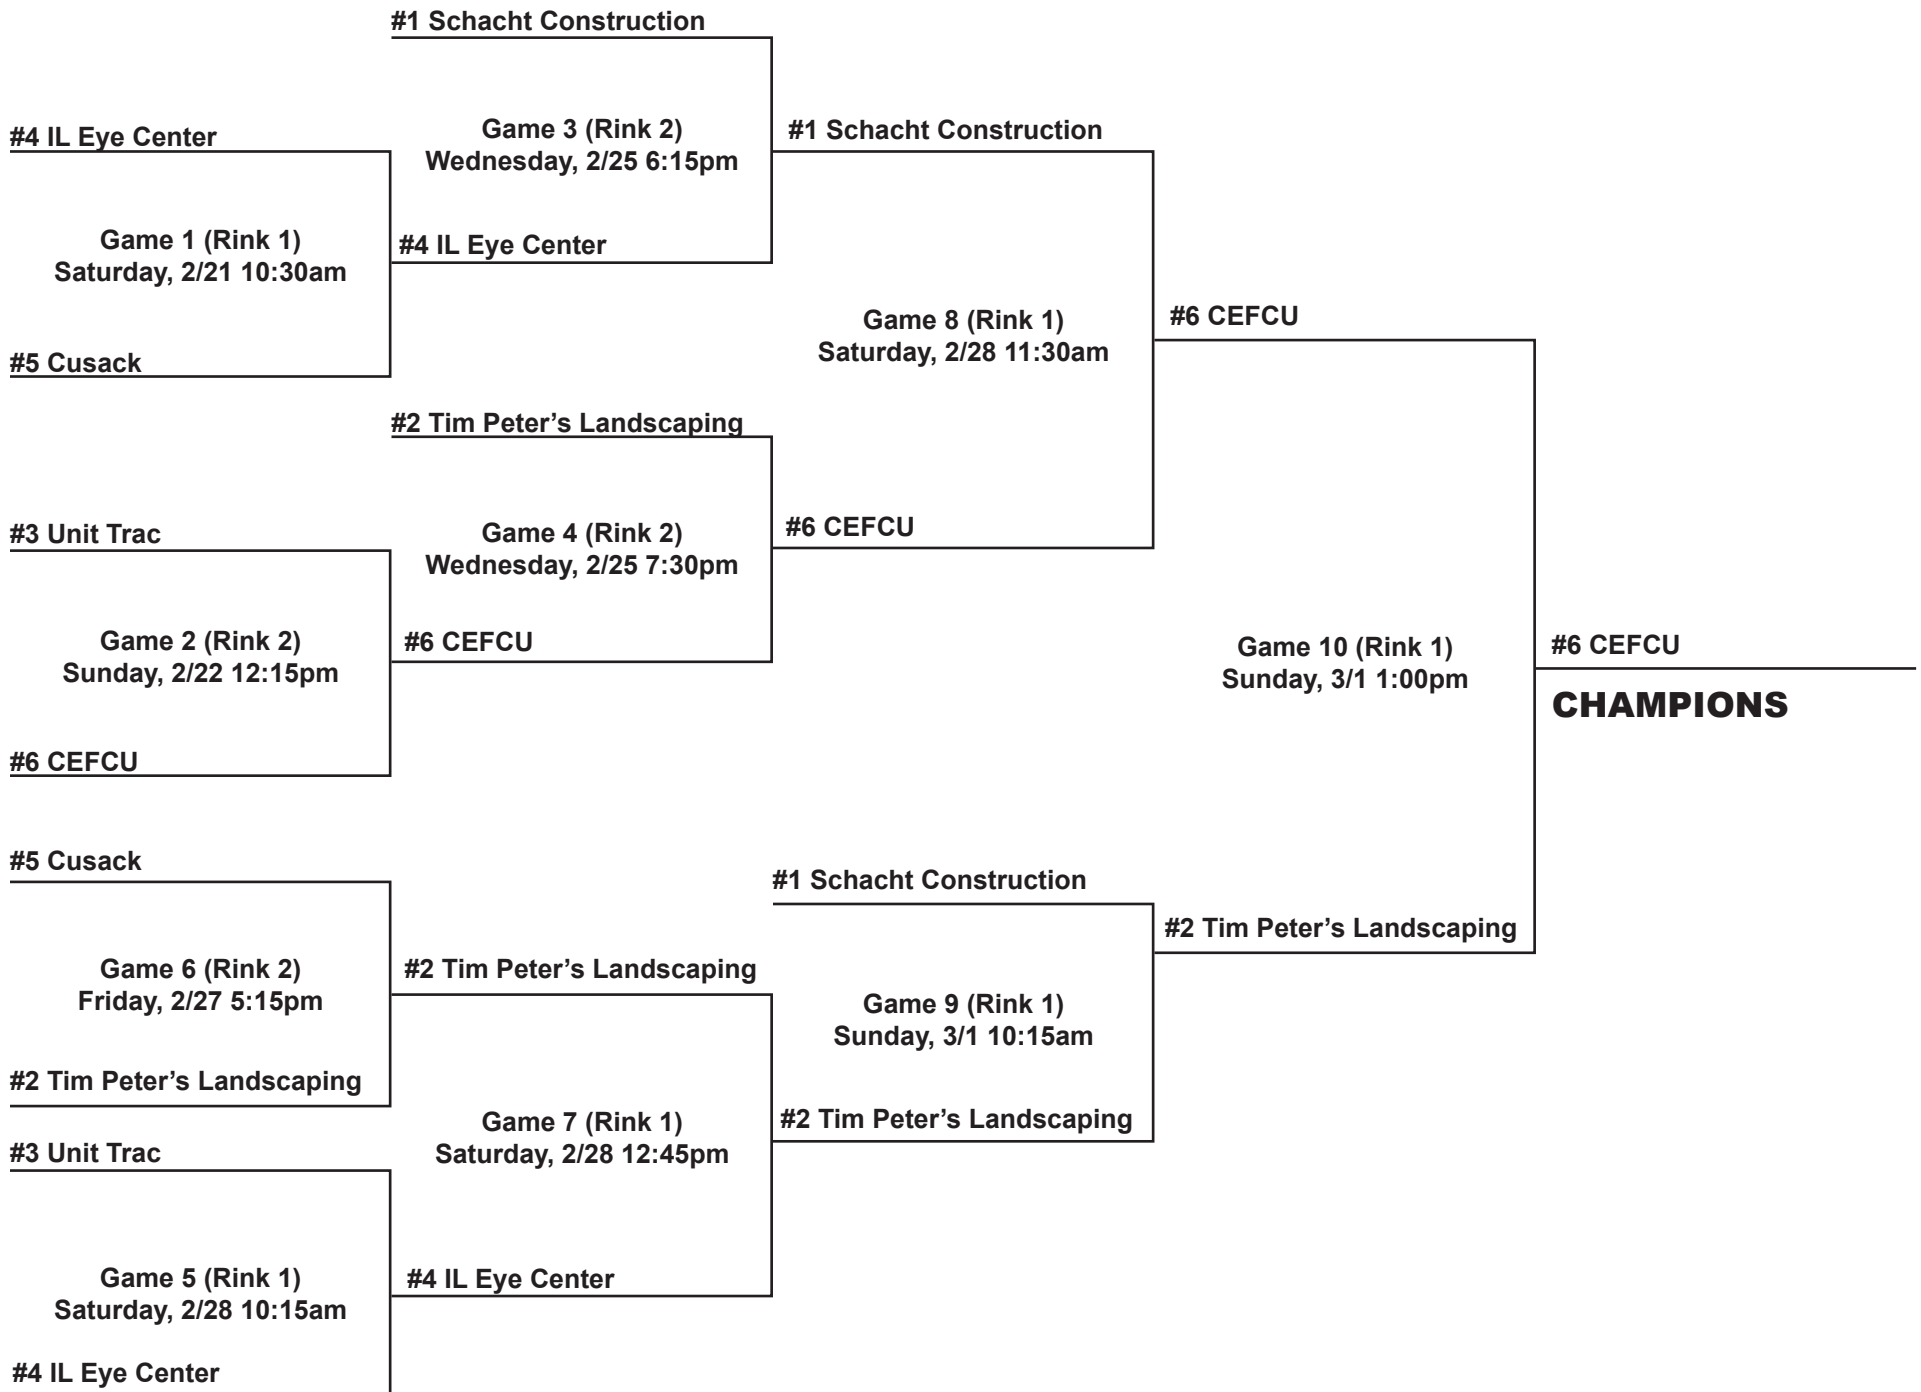 #1 Schacht Construction
#4 IL Eye Center
Game 3 (Rink 2)
Wednesday, 2/25 6:15pm
#1 Schacht Construction
Game 1 (Rink 1)
Saturday, 2/21 10:30am
#4 IL Eye Center
#5 Cusack
Game 8 (Rink 1)
Saturday, 2/28 11:30am
#6 CEFCU
#2 Tim Peter’s Landscaping
#3 Unit Trac
Game 4 (Rink 2)
Wednesday, 2/25 7:30pm
#6 CEFCU
Game 2 (Rink 2)
Sunday, 2/22 12:15pm
#6 CEFCU
Game 10 (Rink 1)
Sunday, 3/1 1:00pm
#6 CEFCU
CHAMPIONS
#6 CEFCU
#5 Cusack
#1 Schacht Construction
#2 Tim Peter’s Landscaping
Game 6 (Rink 2)
Friday, 2/27 5:15pm
#2 Tim Peter’s Landscaping
Game 9 (Rink 1)
Sunday, 3/1 10:15am
#2 Tim Peter’s Landscaping
Game 7 (Rink 1)
Saturday, 2/28 12:45pm
#2 Tim Peter’s Landscaping
#3 Unit Trac
Game 5 (Rink 1)
Saturday, 2/28 10:15am
#4 IL Eye Center
#4 IL Eye Center